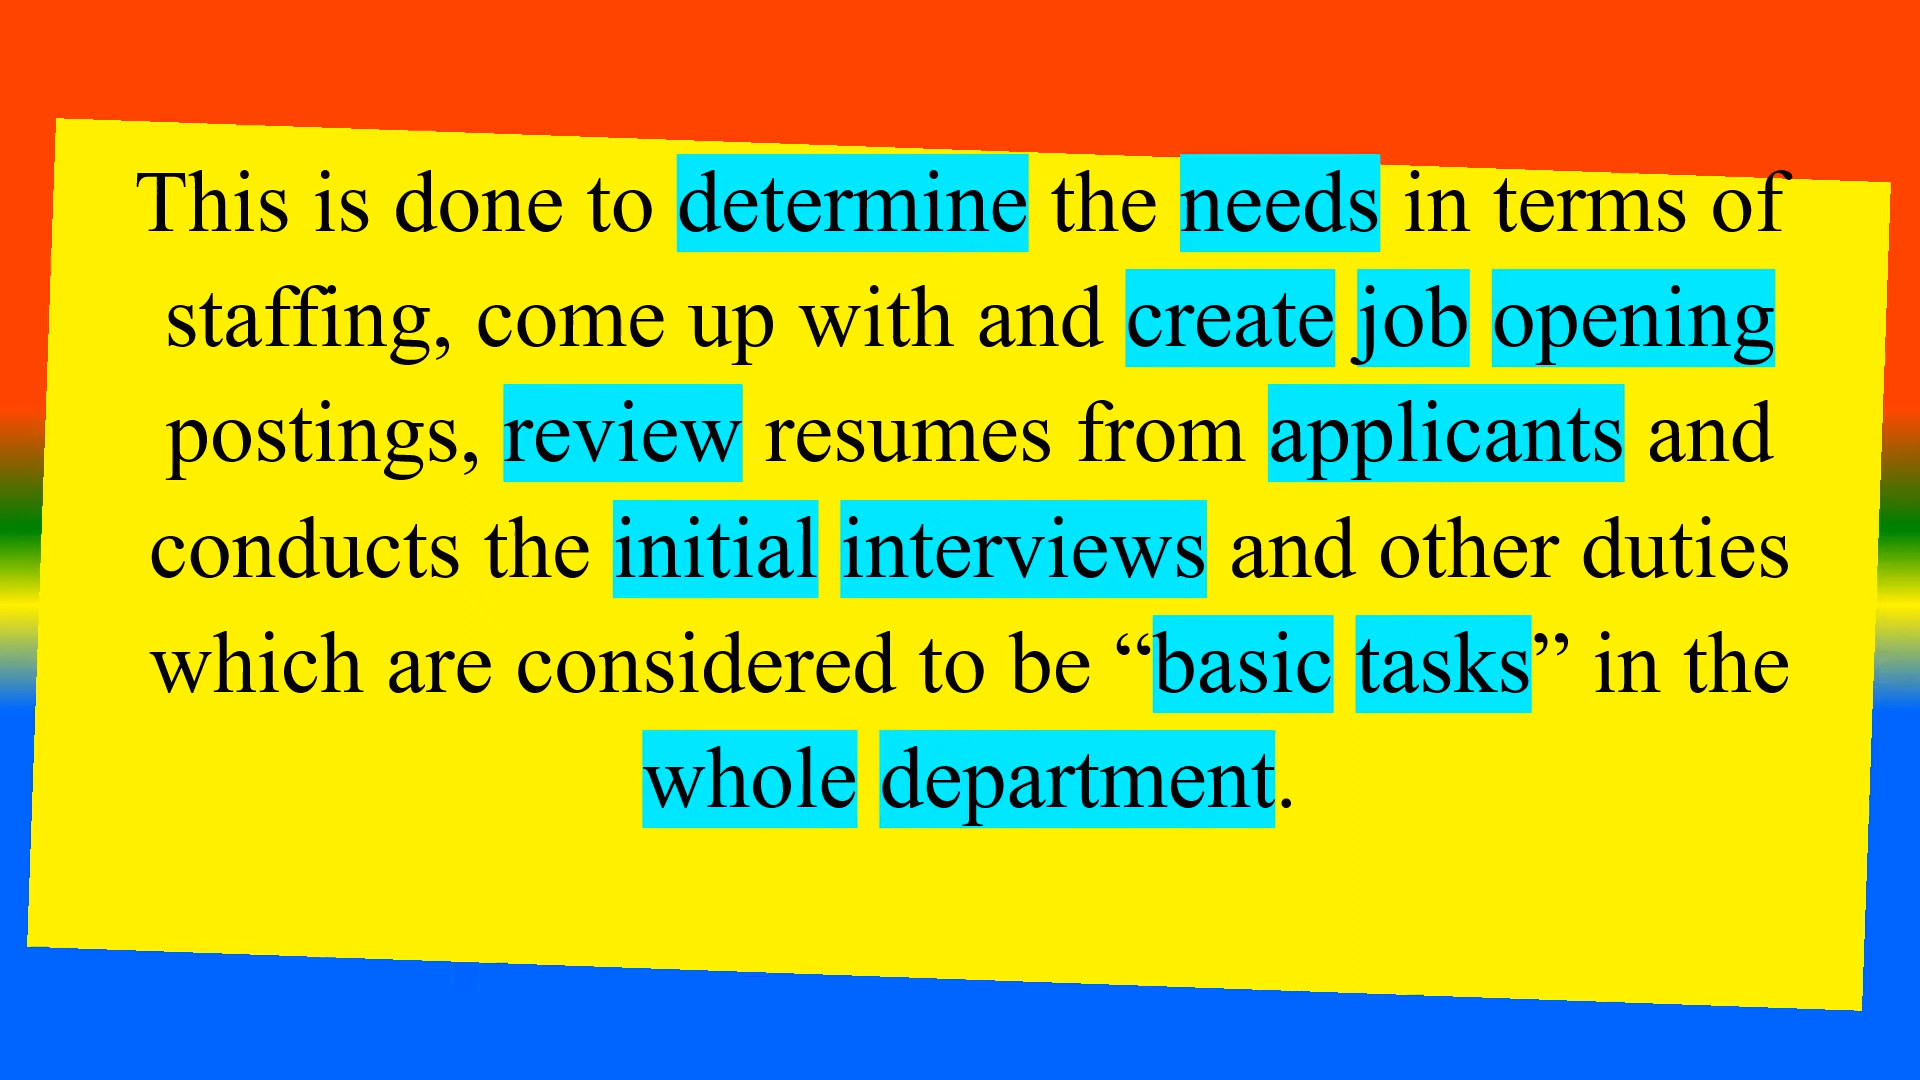 This is done to determine the needs in terms of
staffing, come up with and create job opening
postings, review resumes from applicants and
conducts the initial interviews and other duties
which are considered to be “basic tasks” in the
whole department.